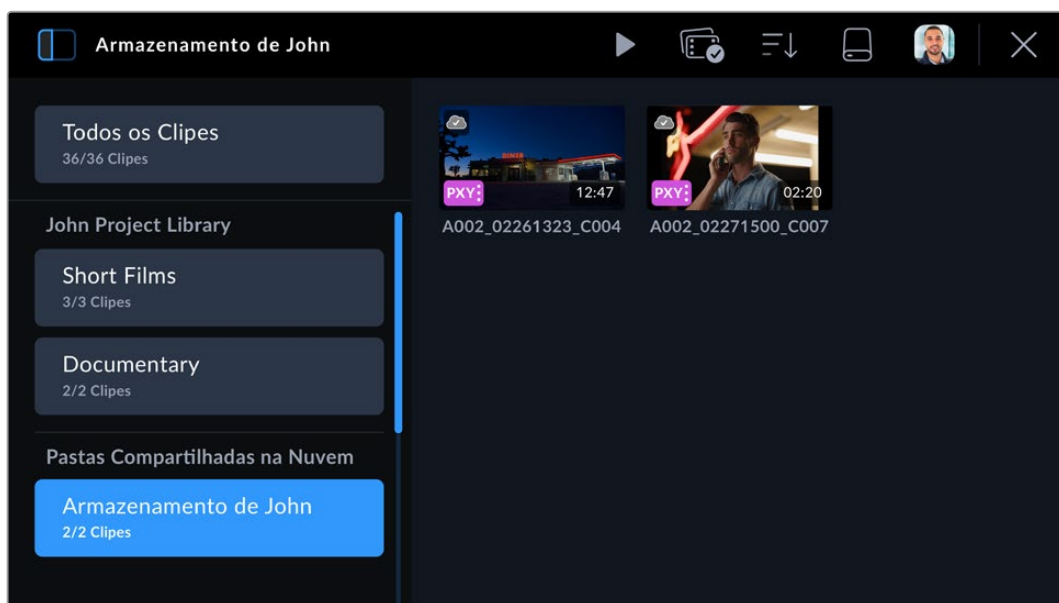 Armazenamento de John
Todos os Clipes
36/36 Clipes
John Project Library
Short Films
3/3 Clipes
Documentary
2/2 Clipes
Pastas Compartilhadas na Nuvem
Armazenamento de John
2/2 Clipes
DINER
PXY
12:47
A002_02261323_C004
PXY
02:20
A002_02271500_C007